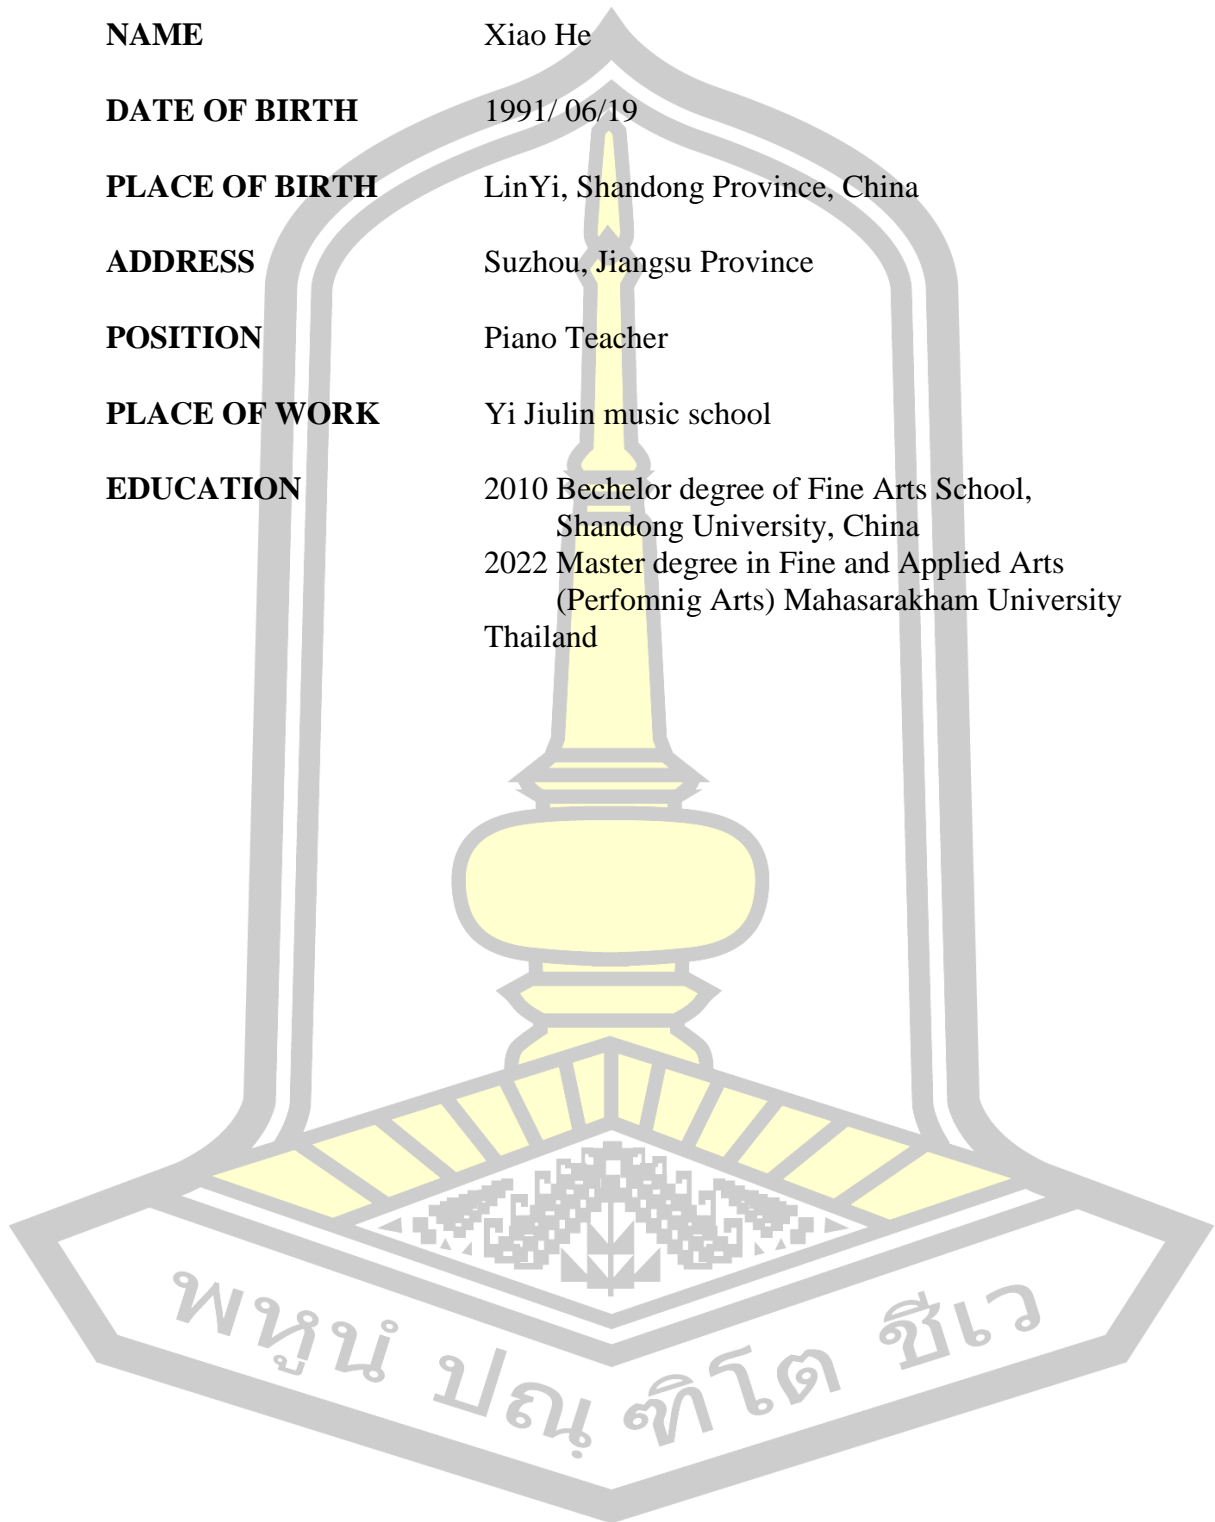 NAME Xiao He
DATE OF BIRTH 1991/ 06/19
PLACE OF BIRTH LinYi, Shandong Province, China
ADDRESS Suzhou, Jiangsu Province
POSITION Piano Teacher
PLACE OF WORK Yi Jiulin music school
EDUCATION 2010 Bechelor degree of Fine Arts School,
Shandong University, China
2022 Master degree in Fine and Applied Arts
(Perfomnig Arts) Mahasarakham University
Thailand
พหูนํ ปณฺ ฑิโต ชีเว